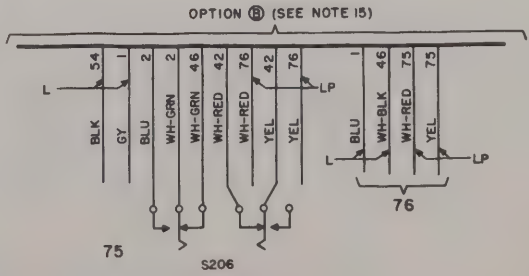 OPTION Ⓑ (SEE NOTE 15)
54 1 2 2 46 42 76 42 76 1 46 75 75
L LP
BLK GY BLU WH-GRN WH-GRN WH-RED WH-RED YEL YEL BLU WH-BLK WH-RED YEL
L LP
76
75
S206